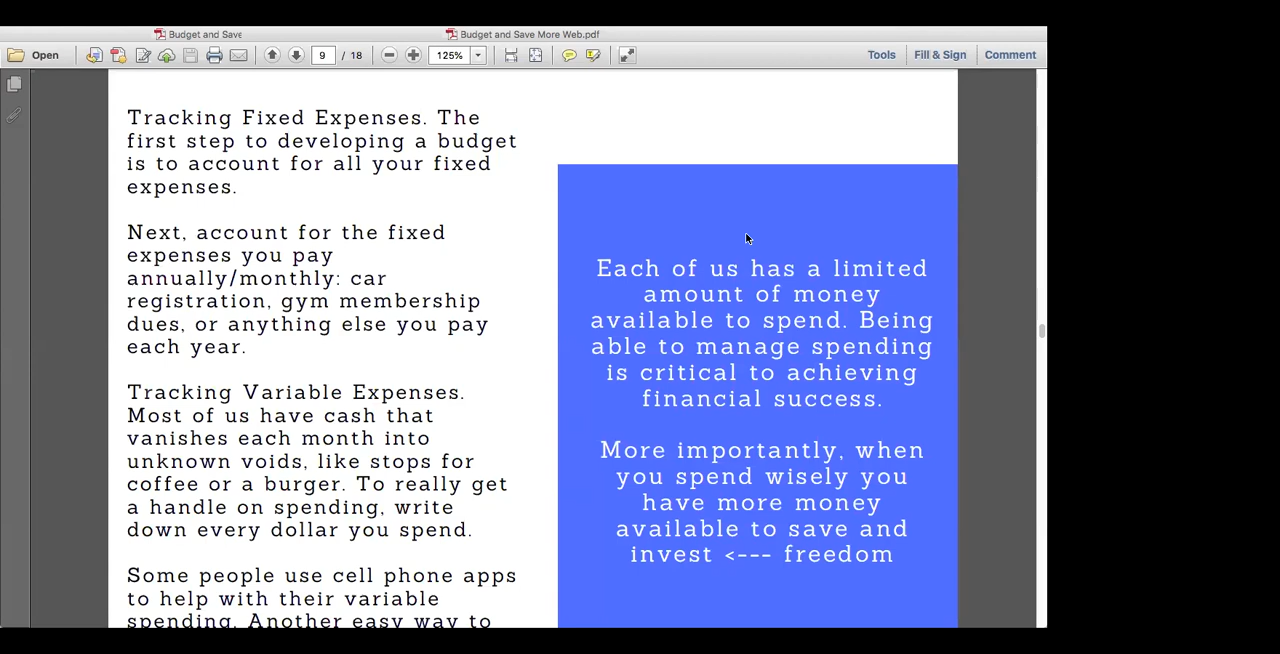 Budget and Save
Budget and Save More Web.pdf
Open
9 / 18
125%
Tools
Fill & Sign
Comment
Tracking Fixed Expenses. The
first step to developing a budget
is to account for all your fixed
expenses.
Next, account for the fixed
expenses you pay
annually/monthly: car
registration, gym membership
dues, or anything else you pay
each year.
Tracking Variable Expenses.
Most of us have cash that
vanishes each month into
unknown voids, like stops for
coffee or a burger. To really get
a handle on spending, write
down every dollar you spend.
Some people use cell phone apps
to help with their variable
spending. Another easy way to
Each of us has a limited
amount of money
available to spend. Being
able to manage spending
is critical to achieving
financial success.
More importantly, when
you spend wisely you
have more money
available to save and
invest <--- freedom